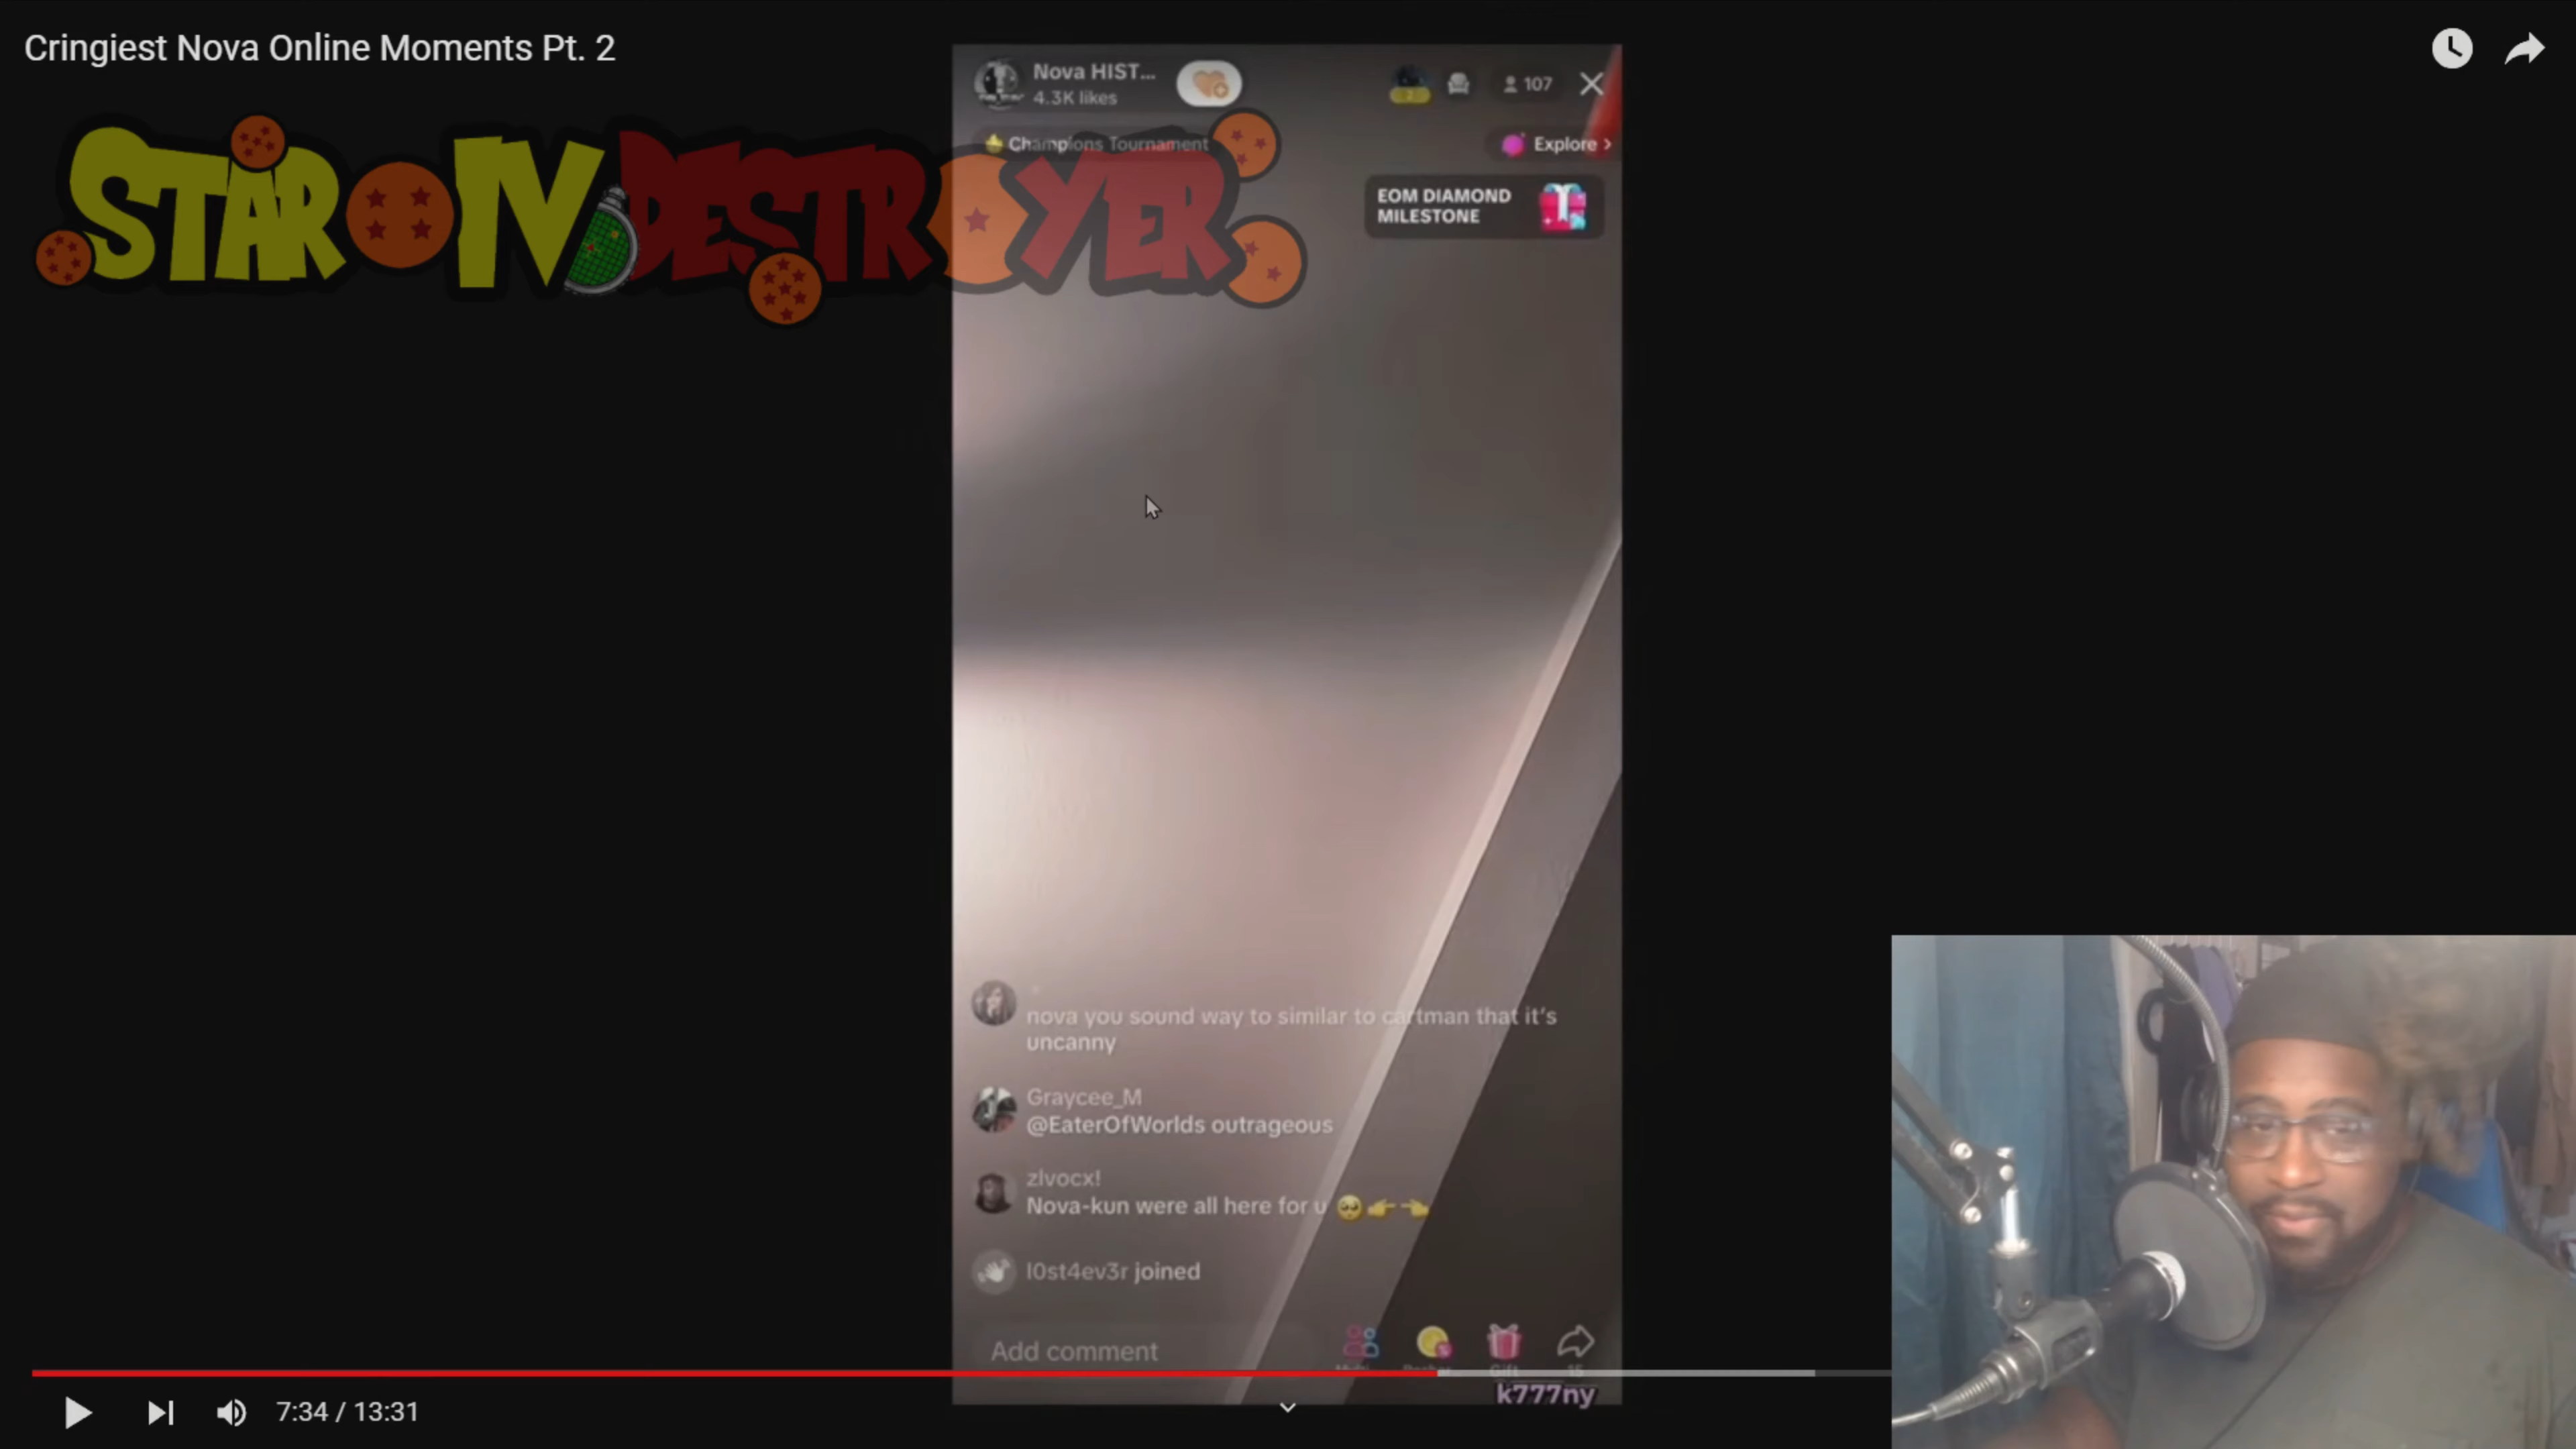 Cringiest Nova Online Moments Pt. 2
STAR IV DESTROYER
Nova HIST...
4.3K likes
107
Champions Tournament
Explore >
EOM DIAMOND
MILESTONE
nova you sound way to similar to cartman that it's
uncanny
Graycee_M
@EaterOfWorlds outrageous
zlvocx!
Nova-kun were all here for u
l0st4ev3r joined
Add comment
Gift
15
k777ny
7:34 / 13:31